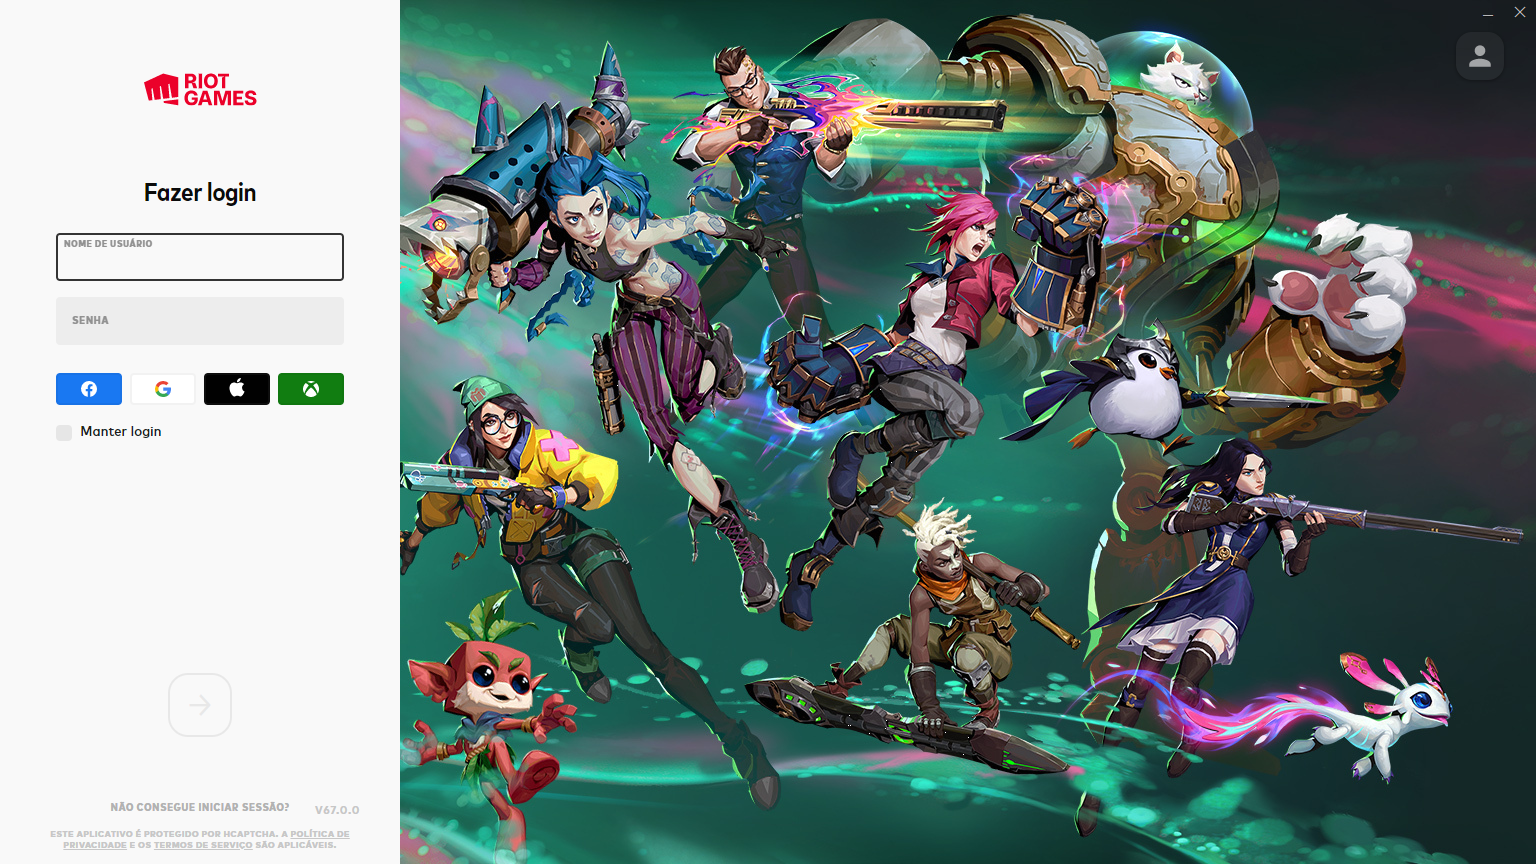 RIOT
GAMES
Fazer login
NOME DE USUÁRIO
SENHA
Manter login
NÃO CONSEGUE INICIAR SESSÃO?
V67.0.0
ESTE APLICATIVO É PROTEGIDO POR HCAPTCHA. A POLÍTICA DE
PRIVACIDADE E OS TERMOS DE SERVIÇO SÃO APLICÁVEIS.